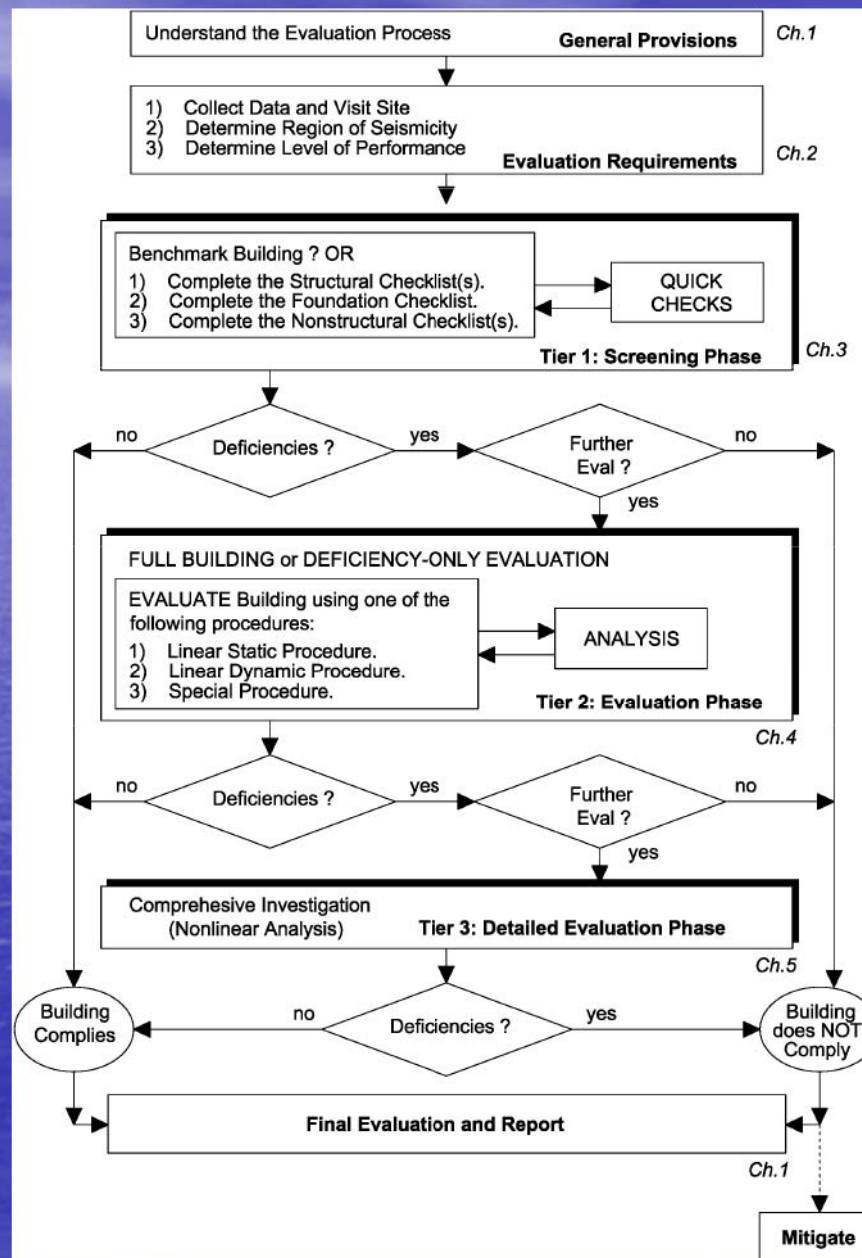 Understand the Evaluation Process
General Provisions
Ch.1
1) Collect Data and Visit Site
2) Determine Region of Seismicity
3) Determine Level of Performance
Evaluation Requirements
Ch.2
Benchmark Building ? OR
1) Complete the Structural Checklist(s).
2) Complete the Foundation Checklist.
3) Complete the Nonstructural Checklist(s).
QUICK
CHECKS
Tier 1: Screening Phase
Ch.3
no
Deficiencies ?
yes
Further
Eval ?
no
yes
FULL BUILDING or DEFICIENCY-ONLY EVALUATION
EVALUATE Building using one of the
following procedures:
1) Linear Static Procedure.
2) Linear Dynamic Procedure.
3) Special Procedure.
ANALYSIS
Tier 2: Evaluation Phase
Ch.4
no
Deficiencies ?
yes
Further
Eval ?
no
yes
Comprehesive Investigation
(Nonlinear Analysis)
Tier 3: Detailed Evaluation Phase
Ch.5
Building
Complies
no
Deficiencies ?
yes
Building
does NOT
Comply
Final Evaluation and Report
Ch.1
Mitigate